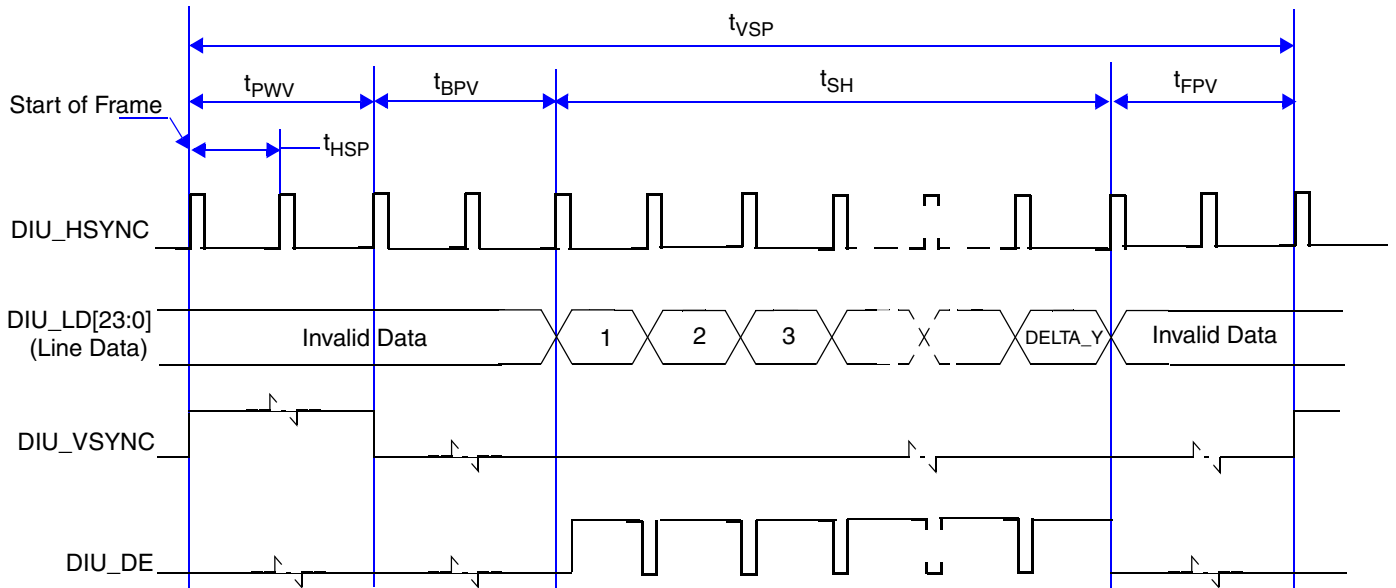 tVSP
tPWV tBPV tSH tFPV
Start of Frame
tHSP
DIU_HSYNC
DIU_LD[23:0]
(Line Data)
Invalid Data 1 2 3 DELTA_Y Invalid Data
DIU_VSYNC
DIU_DE